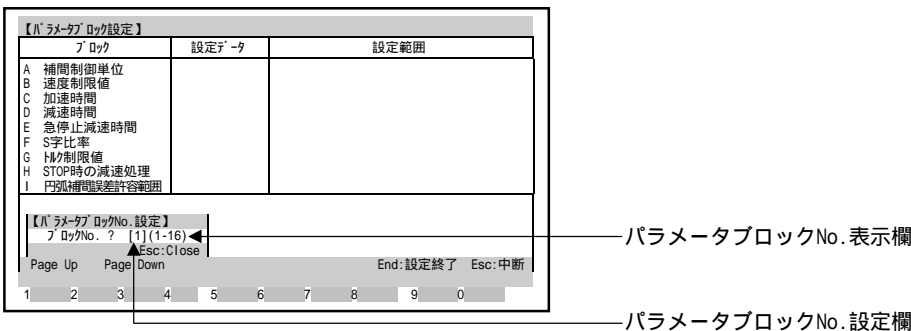 【ﾊﾟﾗﾒｰﾀﾌﾞﾛｯｸ設定】
ﾌﾞﾛｯｸ 設定ﾃﾞｰﾀ 設定範囲
A 補間制御単位
B 速度制限値
C 加速時間
D 減速時間
E 急停止減速時間
F S字比率
G ﾄﾙｸ制限値
H STOP時の減速処理
I 円弧補間誤差許容範囲
【ﾊﾟﾗﾒｰﾀﾌﾞﾛｯｸNo.設定】
ﾌﾞﾛｯｸNo. ? [1](1-16)
パラメータブロックNo.表示欄
Esc:Close
Page Up Page Down End:設定終了 Esc:中断
1 2 3 4 5 6 7 8 9 0
パラメータブロックNo.設定欄